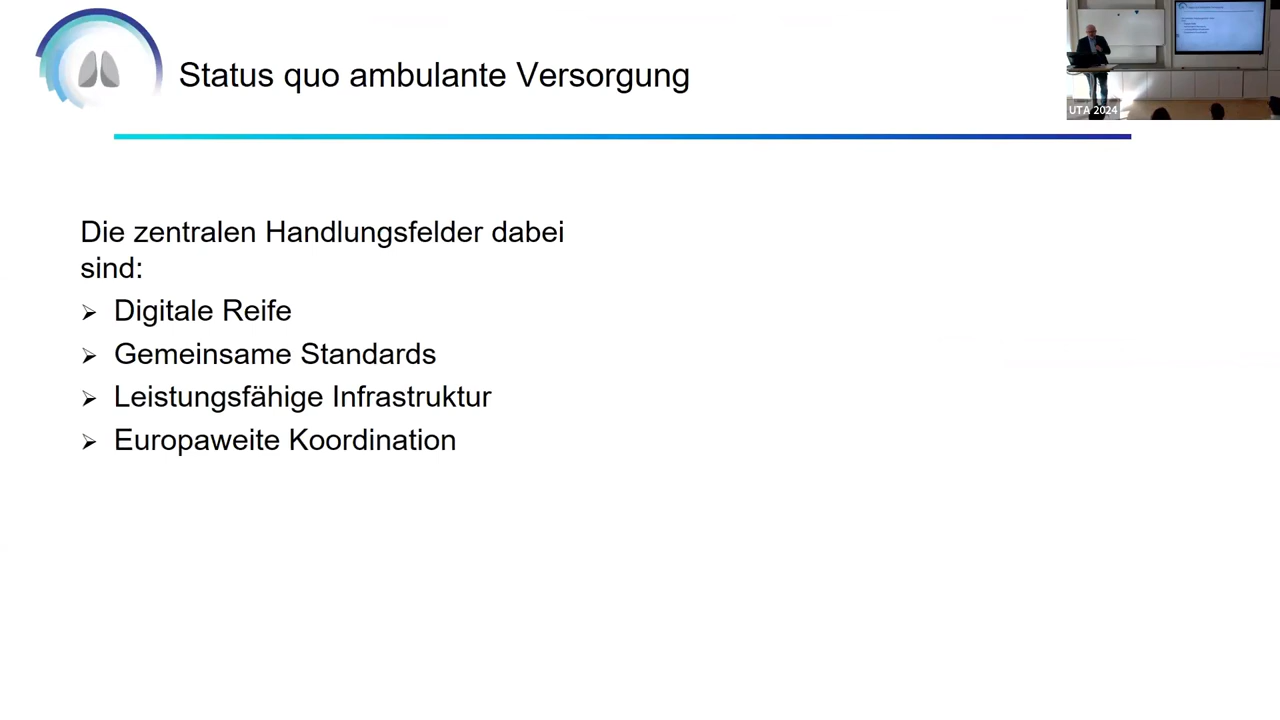 Status quo ambulante Versorgung
UTA 2024
Die zentralen Handlungsfelder dabei
sind:
Digitale Reife
Gemeinsame Standards
Leistungsfähige Infrastruktur
Europaweite Koordination